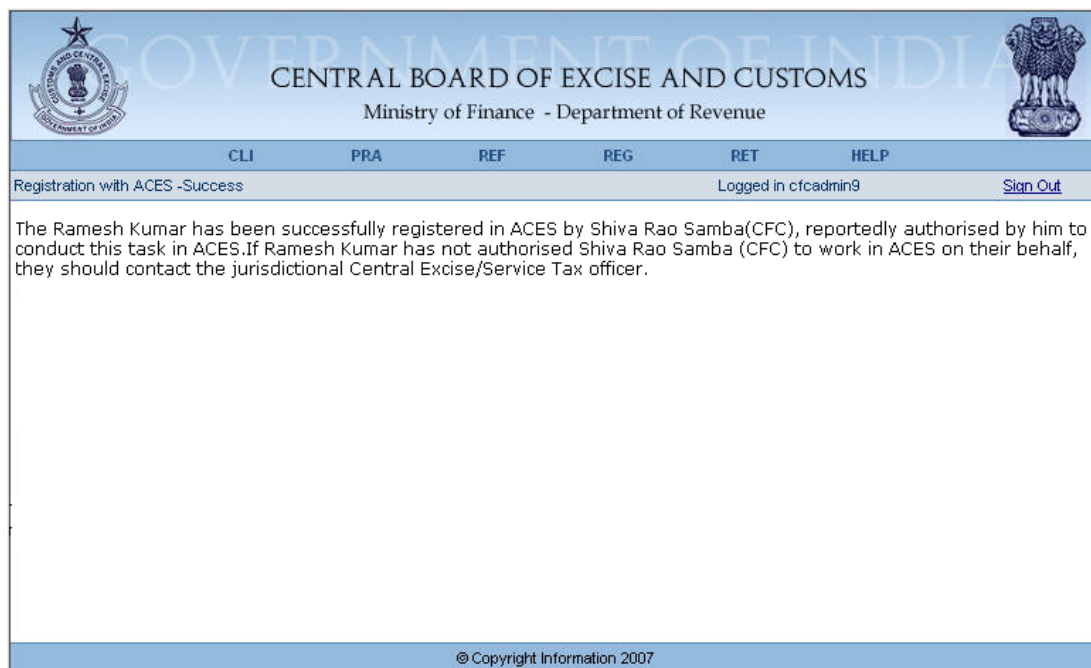 GOVERNMENT OF INDIA
CENTRAL BOARD OF EXCISE AND CUSTOMS
Ministry of Finance - Department of Revenue
CLI PRA REF REG RET HELP
Registration with ACES -Success Logged in cfcadmin9 Sign Out
The Ramesh Kumar has been successfully registered in ACES by Shiva Rao Samba(CFC), reportedly authorised by him to
conduct this task in ACES.If Ramesh Kumar has not authorised Shiva Rao Samba (CFC) to work in ACES on their behalf,
they should contact the jurisdictional Central Excise/Service Tax officer.
© Copyright Information 2007